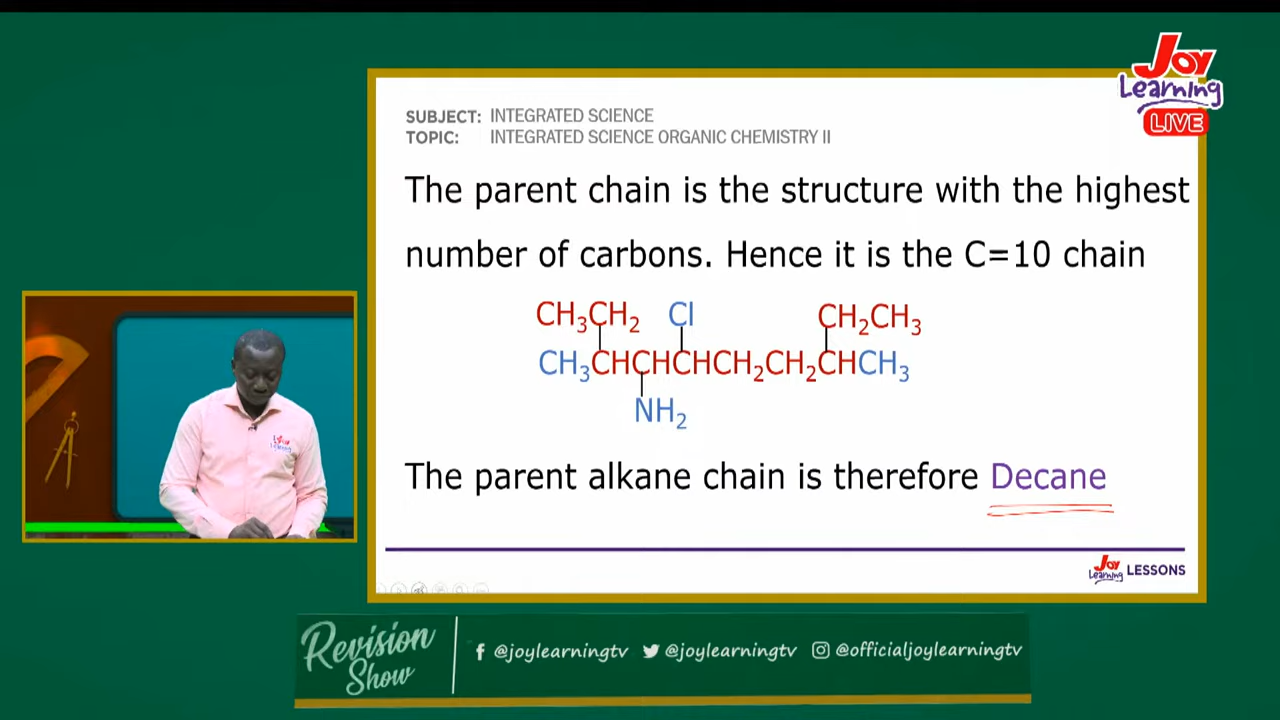 Joy
Learning
LIVE
SUBJECT: INTEGRATED SCIENCE
TOPIC: INTEGRATED SCIENCE ORGANIC CHEMISTRY II
The parent chain is the structure with the highest
number of carbons. Hence it is the C=10 chain
CH₃CH₂ Cl CH₂CH₃
CH₃CHCHCHCH₂CH₂CHCH₃
NH₂
The parent alkane chain is therefore Decane
Joy Learning LESSONS
Joy Learning
Revision Show
@joylearningtv @joylearningtv @officialjoylearningtv